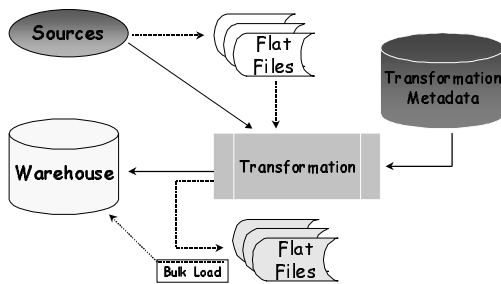 Sources
Flat
Files
Transformation
Metadata
Warehouse
Transformation
Flat
Files
Bulk Load